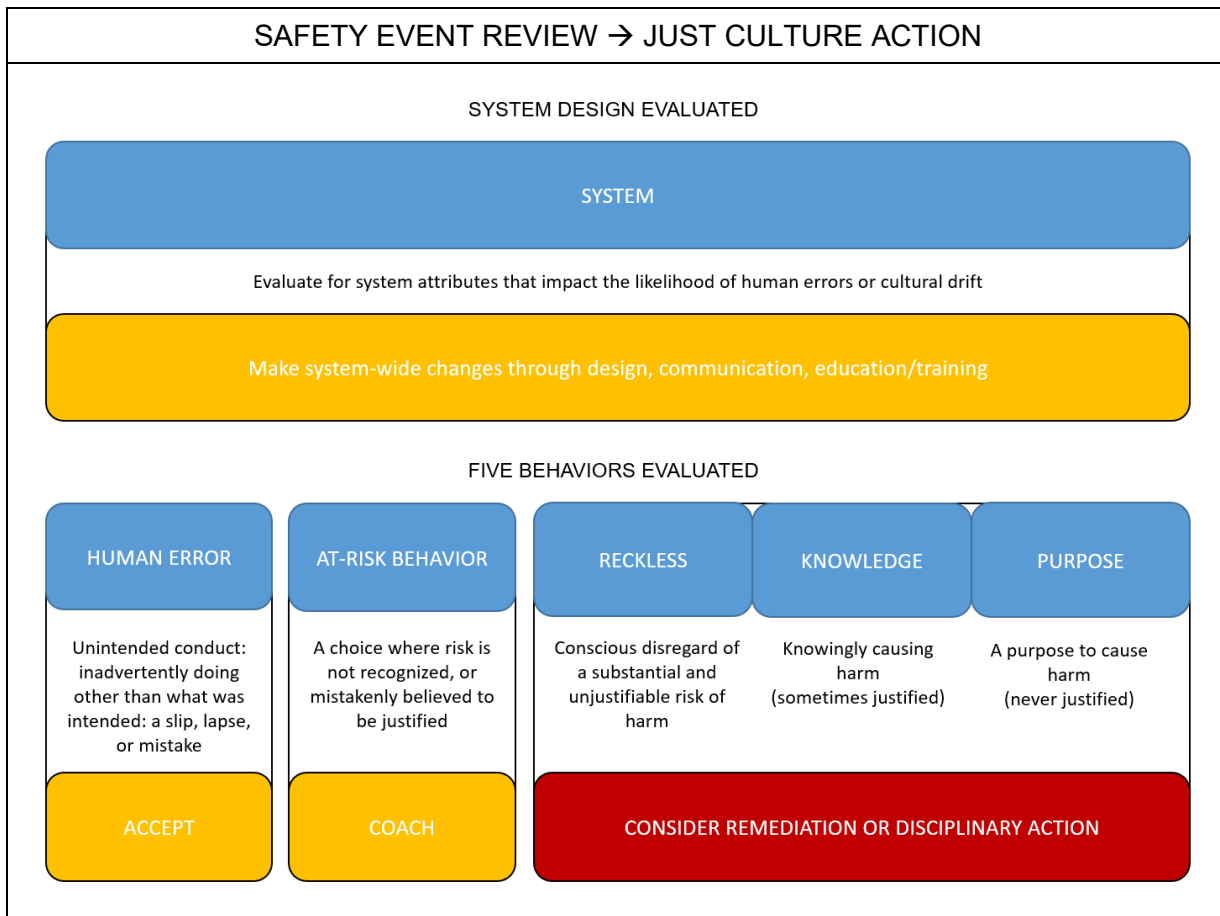 SAFETY EVENT REVIEW → JUST CULTURE ACTION
SYSTEM DESIGN EVALUATED
SYSTEM
Evaluate for system attributes that impact the likelihood of human errors or cultural drift
Make system-wide changes through design, communication, education/training
FIVE BEHAVIORS EVALUATED
HUMAN ERROR
Unintended conduct:
inadvertently doing
other than what was
intended: a slip, lapse,
or mistake
ACCEPT
AT-RISK BEHAVIOR
A choice where risk is
not recognized, or
mistakenly believed to
be justified
COACH
RECKLESS
Conscious disregard of
a substantial and
unjustifiable risk of
harm
KNOWLEDGE
Knowingly causing
harm
(sometimes justified)
PURPOSE
A purpose to cause
harm
(never justified)
CONSIDER REMEDIATION OR DISCIPLINARY ACTION